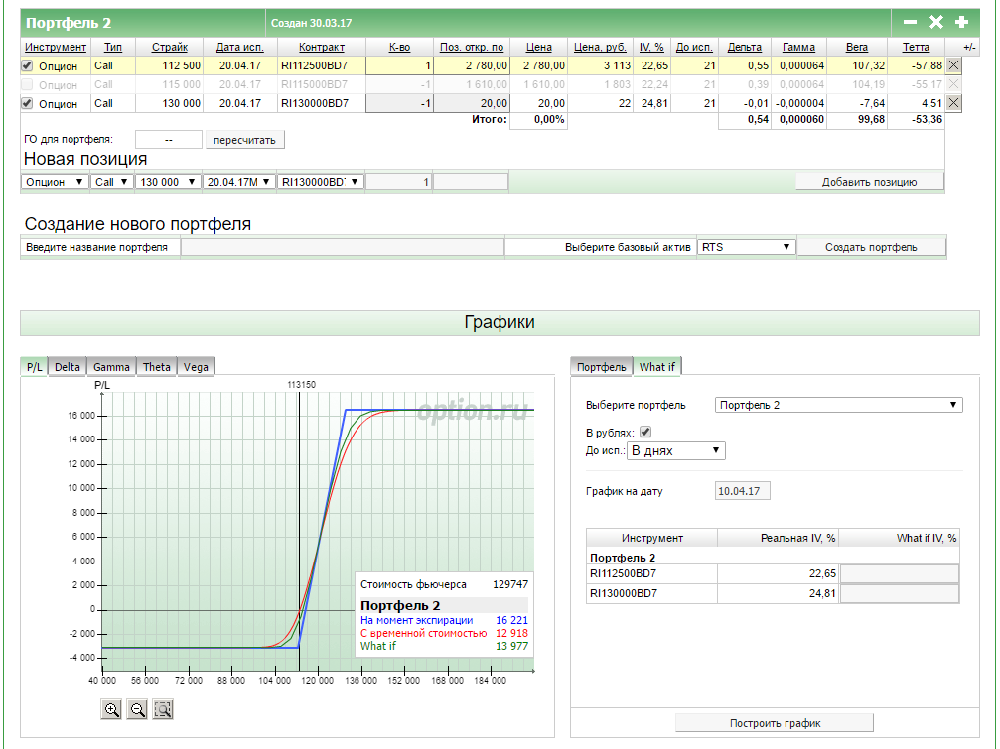 Портфель 2 Создан 30.03.17
Инструмент Тип Страйк Дата исп. Контракт К-во Поз. откр. по Цена Цена, руб. IV, % До исп. Дельта Гамма Вега Тетта +/-
Опцион Call 112 500 20.04.17 RI112500BD7 1 2 780,00 2 780,00 3 113 22,65 21 0,55 0,000064 107,32 -57,88
Опцион Call 115 000 20.04.17 RI115000BD7 -1 1 610,00 1 610,00 1 803 22,24 21 0,39 0,000064 104,19 -55,17
Опцион Call 130 000 20.04.17 RI130000BD7 -1 20,00 20,00 22 24,81 21 -0,01 -0,000004 -7,64 4,51
Итого: 0,00% 0,54 0,000060 99,68 -53,36
ГО для портфеля: -- пересчитать
Новая позиция
Опцион Call 130 000 20.04.17M RI130000BD7 1 Добавить позицию
Создание нового портфеля
Введите название портфеля Выберите базовый актив RTS Создать портфель
Графики
P/L Delta Gamma Theta Vega
P/L 113150
option.ru
16 000
14 000
12 000
10 000
8 000
6 000
4 000
2 000
0
-2 000
-4 000
40 000 56 000 72 000 88 000 104 000 120 000 136 000 152 000 168 000 184 000
Стоимость фьючерса 129747
Портфель 2
На момент экспирации 16 221
С временной стоимостью 12 918
What if 13 977
Портфель What if
Выберите портфель Портфель 2
В рублях:
До исп.: В днях
График на дату 10.04.17
Инструмент Реальная IV, % What if IV, %
Портфель 2
RI112500BD7 22,65
RI130000BD7 24,81
Построить график